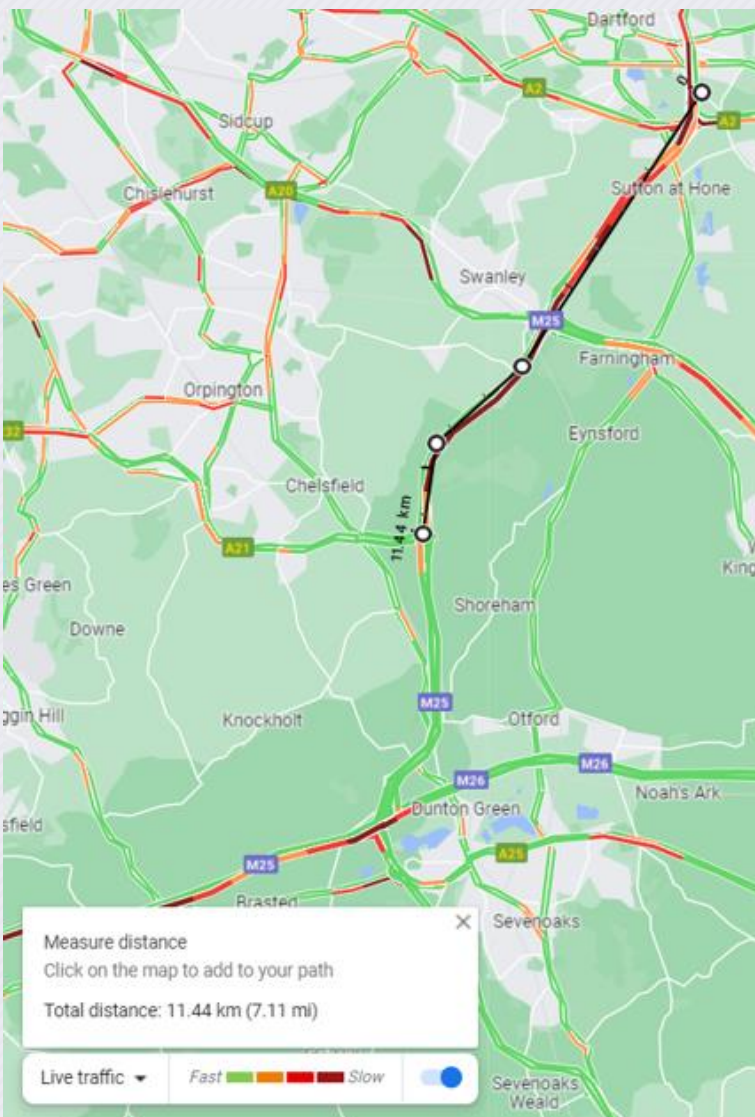 Dartford
0
A2
A2
Sidcup
Chislehurst
A20
Sutton at Hone
Swanley
M25
Farningham
Orpington
32
Eynsford
Chelsfield
11.44 km
A21
W
King
es Green
Shoreham
Downe
M25
ggin Hill
Knockholt
Otford
M26
M26
Noah's Ark
Dunton Green
sfield
M25
A25
Brasted
Sevenoaks
Measure distance
Click on the map to add to your path
Total distance: 11.44 km (7.11 mi)
Live traffic Fast Slow
Sevenoaks
Weald